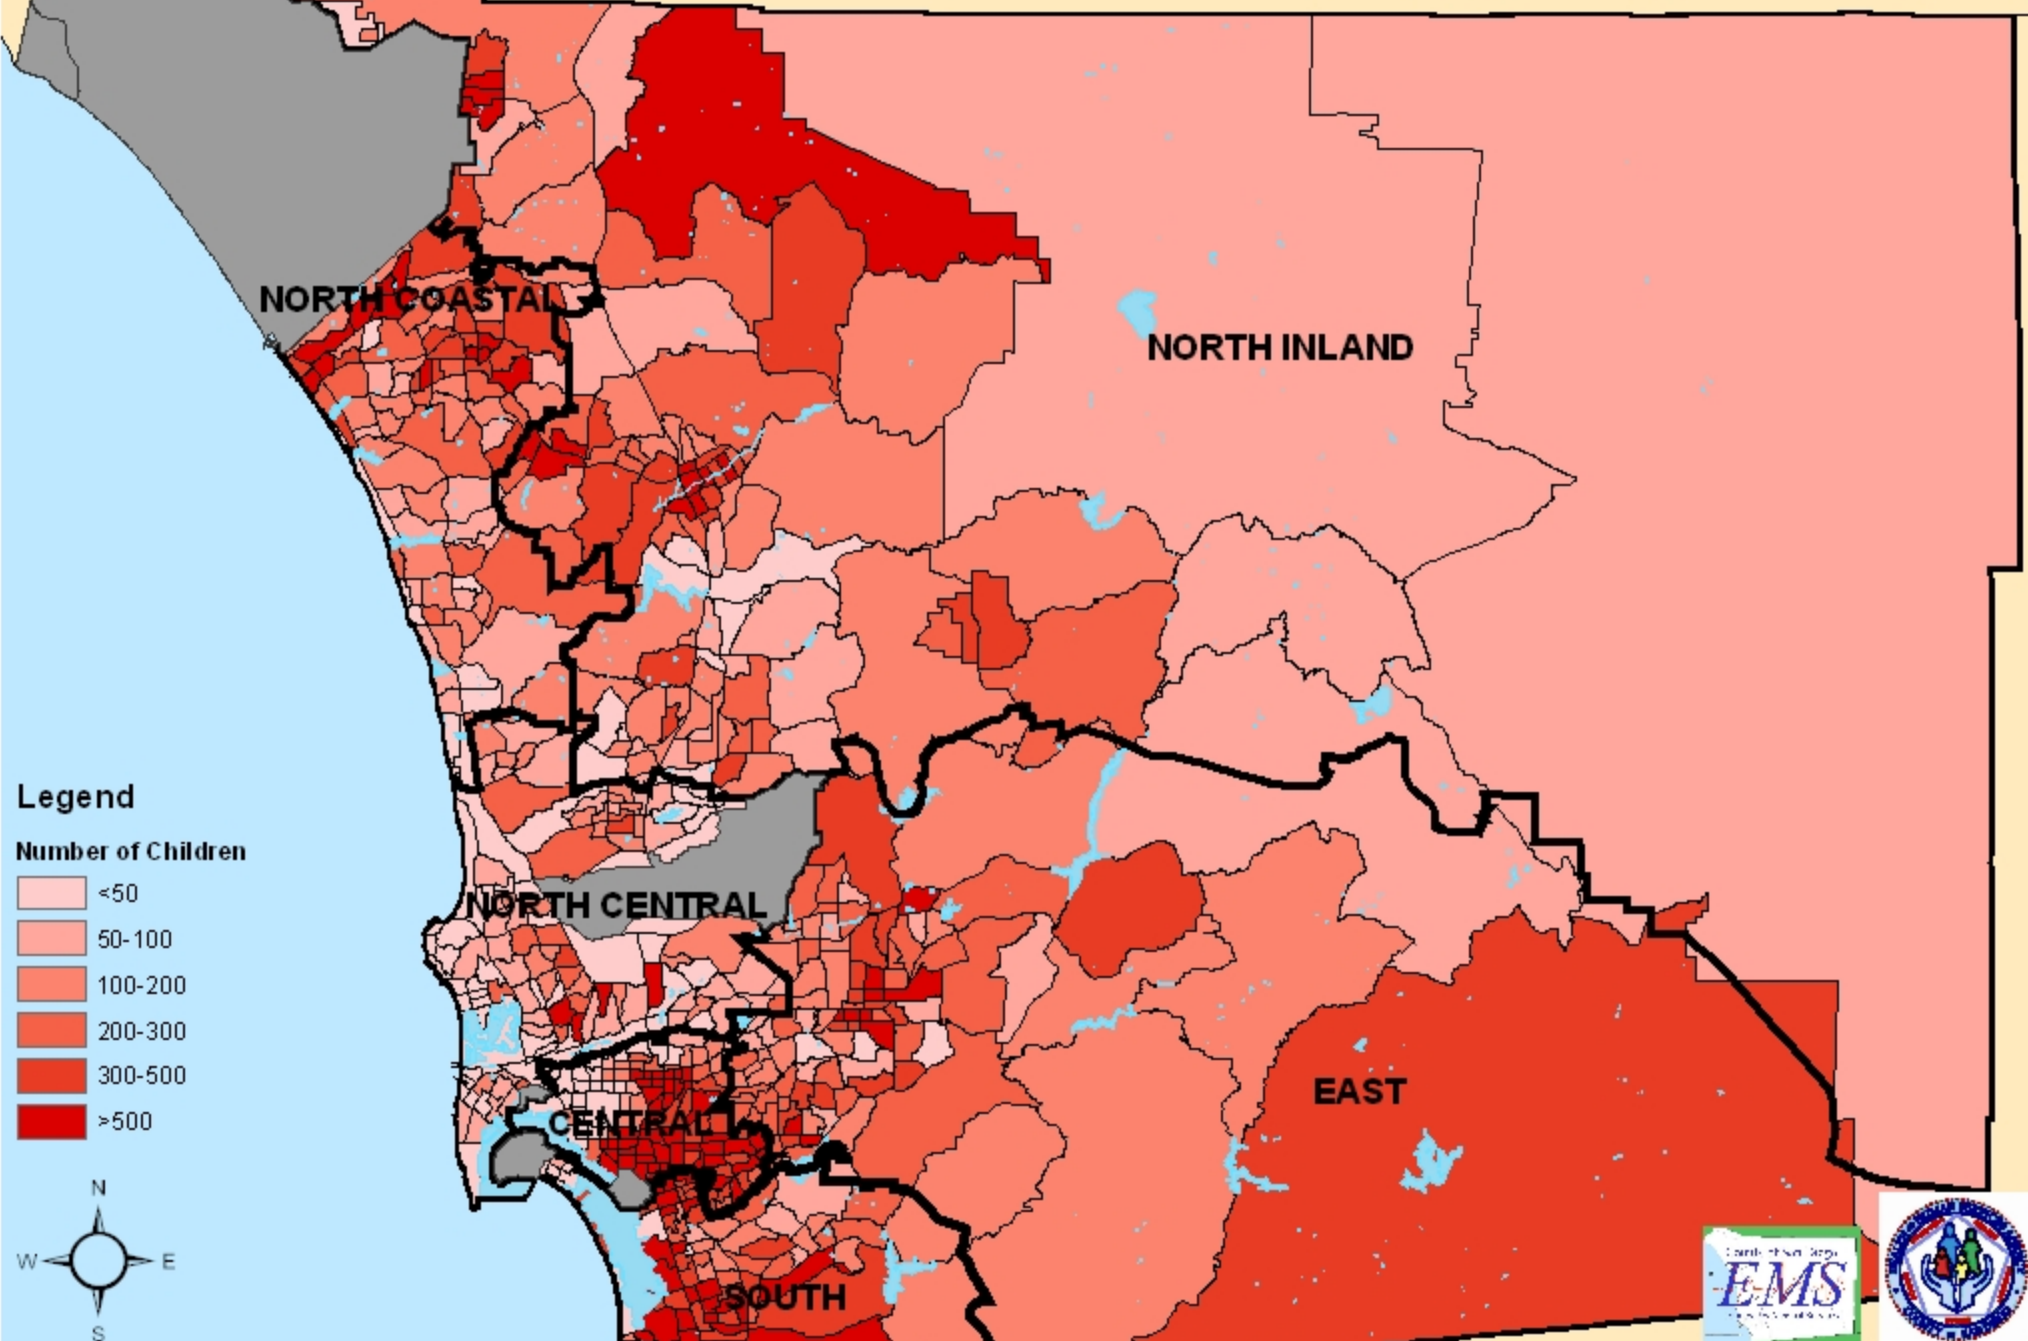 NORTH COASTAL
NORTH INLAND
Legend
Number of Children
<50
50-100
100-200
200-300
300-500
>500
NORTH CENTRAL
EAST
CENTRAL
SOUTH
N
W
E
S
EMS